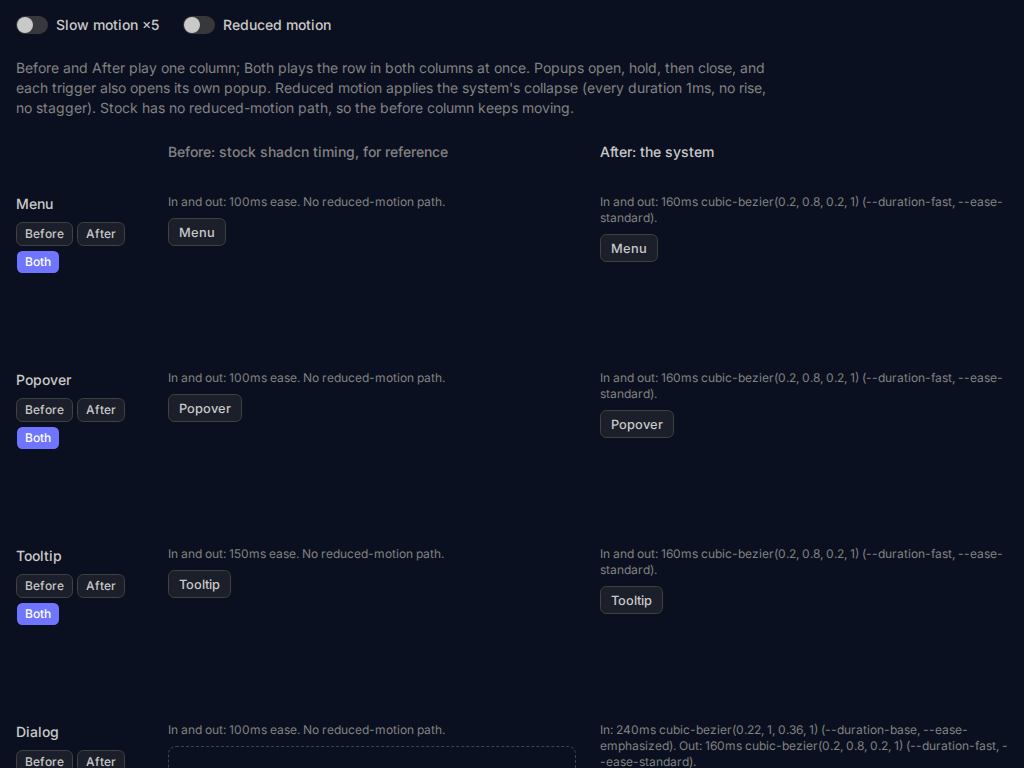 Slow motion ×5
Reduced motion
Before and After play one column; Both plays the row in both columns at once. Popups open, hold, then close, and
each trigger also opens its own popup. Reduced motion applies the system's collapse (every duration 1ms, no rise,
no stagger). Stock has no reduced-motion path, so the before column keeps moving.
Before: stock shadcn timing, for reference
After: the system
Menu
Before
After
Both
In and out: 100ms ease. No reduced-motion path.
Menu
In and out: 160ms cubic-bezier(0.2, 0.8, 0.2, 1) (--duration-fast, --ease-
standard).
Menu
Popover
Before
After
Both
In and out: 100ms ease. No reduced-motion path.
Popover
In and out: 160ms cubic-bezier(0.2, 0.8, 0.2, 1) (--duration-fast, --ease-
standard).
Popover
Tooltip
Before
After
Both
In and out: 150ms ease. No reduced-motion path.
Tooltip
In and out: 160ms cubic-bezier(0.2, 0.8, 0.2, 1) (--duration-fast, --ease-
standard).
Tooltip
Dialog
Before
After
In and out: 100ms ease. No reduced-motion path.
In: 240ms cubic-bezier(0.22, 1, 0.36, 1) (--duration-base, --ease-
emphasized). Out: 160ms cubic-bezier(0.2, 0.8, 0.2, 1) (--duration-fast, -
-ease-standard).